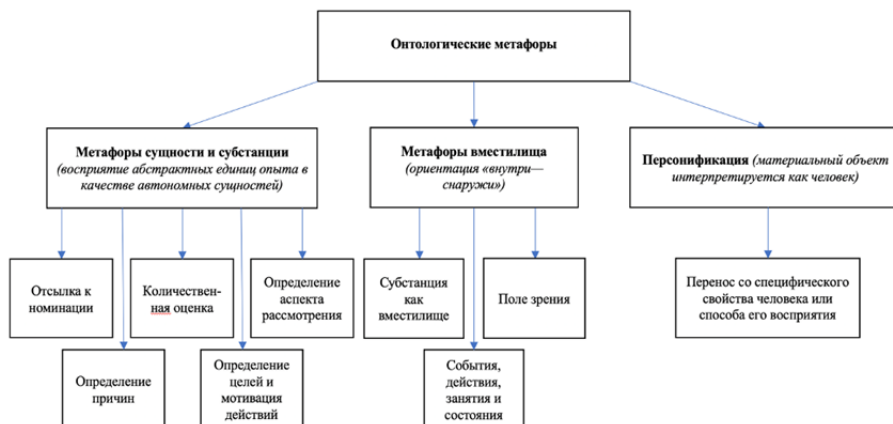 Онтологические метафоры
Метафоры сущности и субстанции
(восприятие абстрактных единиц опыта в
качестве автономных сущностей)
Метафоры вместилища
(ориентация «внутри—
снаружи»)
Персонификация (материальный объект
интерпретируется как человек)
Отсылка к
номинации
Количествен-
ная оценка
Определение
аспекта
рассмотрения
Субстанция
как
вместилище
Поле зрения
Перенос со специфического
свойства человека или
способа его восприятия
Определение
причин
Определение
целей и
мотивация
действий
События,
действия,
занятия и
состояния